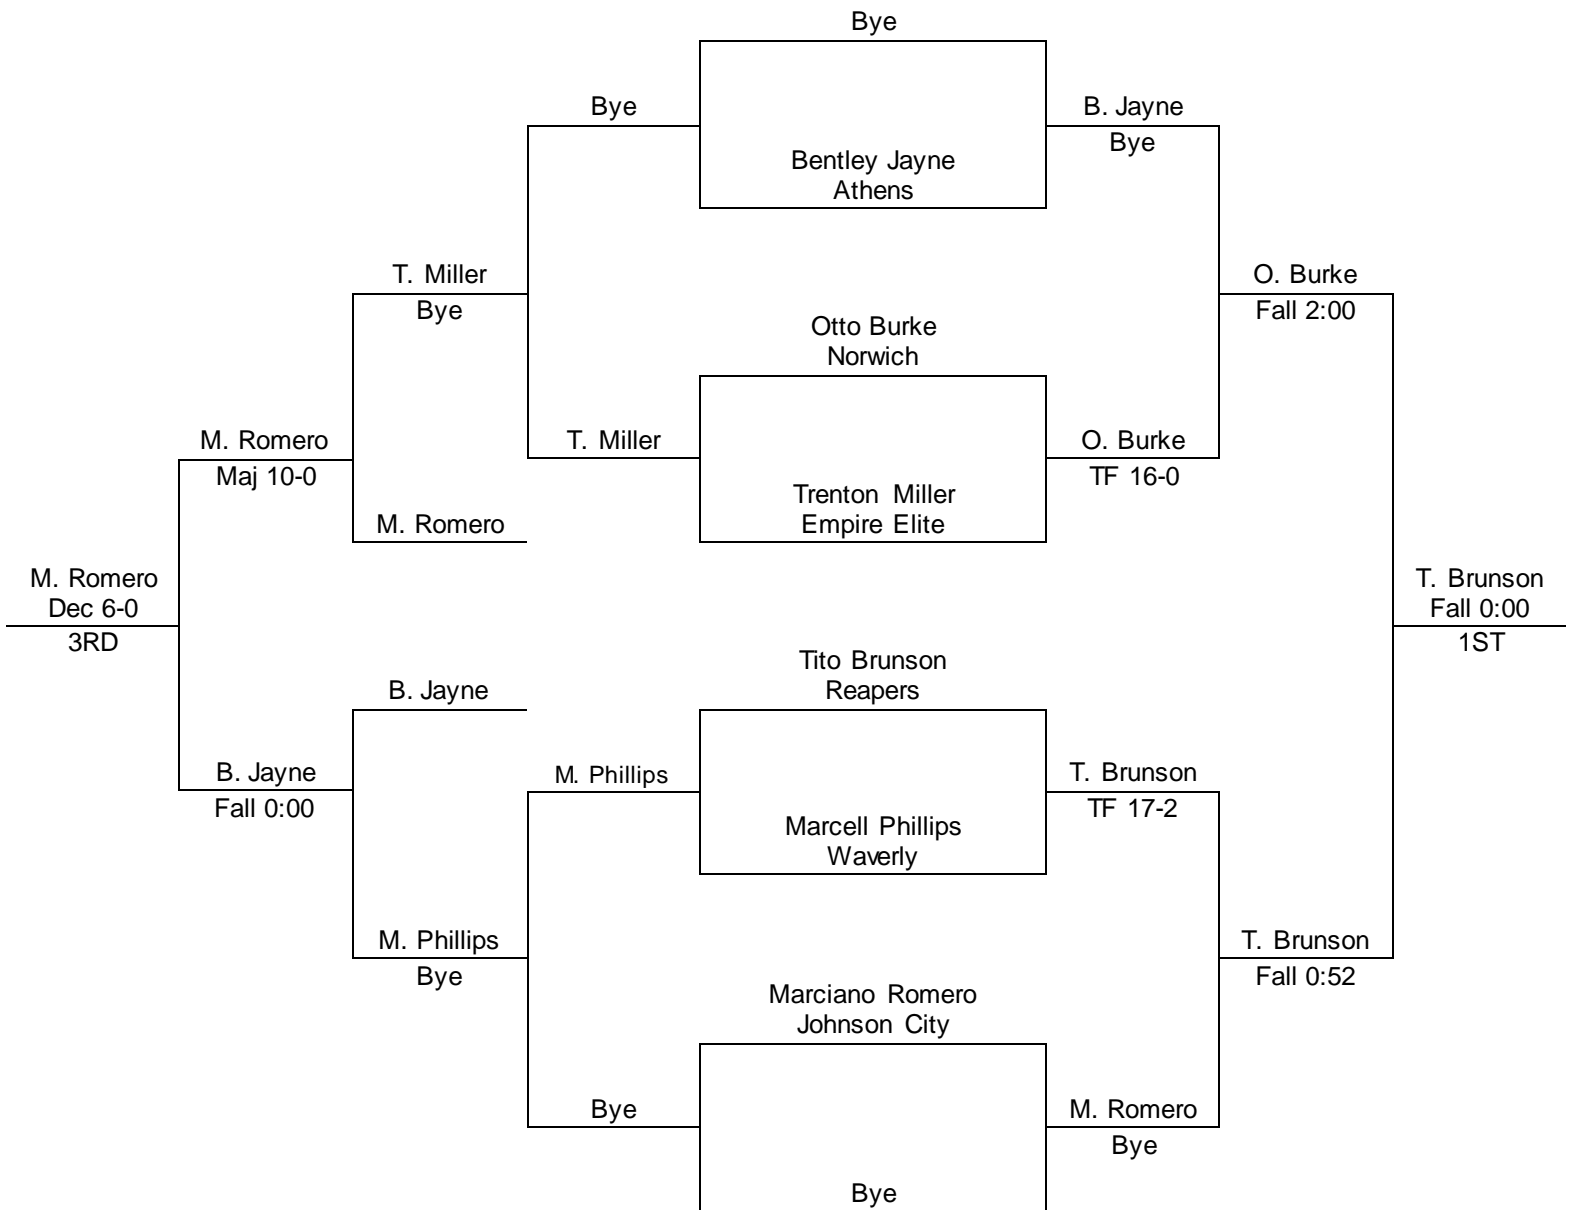 Bye
Bye
B. Jayne
Bye
Bentley Jayne
Athens
T. Miller
Bye
O. Burke
Fall 2:00
Otto Burke
Norwich
M. Romero
Maj 10-0
T. Miller
O. Burke
TF 16-0
Trenton Miller
Empire Elite
M. Romero
M. Romero
Dec 6-0
3RD
T. Brunson
Fall 0:00
1ST
Tito Brunson
Reapers
B. Jayne
B. Jayne
Fall 0:00
M. Phillips
T. Brunson
TF 17-2
Marcell Phillips
Waverly
M. Phillips
Bye
T. Brunson
Fall 0:52
Marciano Romero
Johnson City
Bye
M. Romero
Bye
Bye